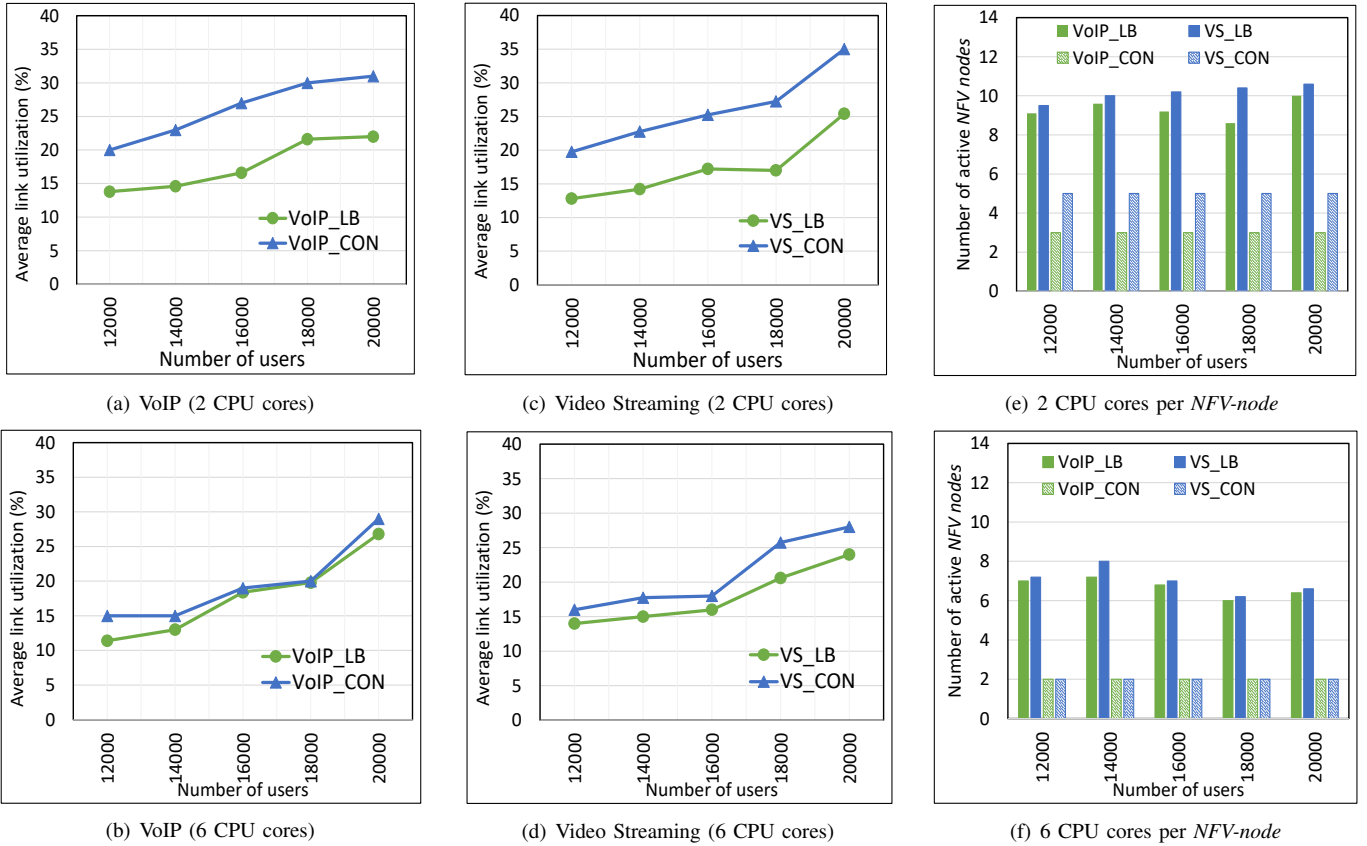 40
35
30
25
20
15
10
5
0
Average link utilization (%)
VoIP_LB
VoIP_CON
12000
14000
16000
18000
20000
Number of users
(a) VoIP (2 CPU cores)
40
35
30
25
20
15
10
5
0
Average link utilization (%)
VS_LB
VS_CON
12000
14000
16000
18000
20000
Number of users
(c) Video Streaming (2 CPU cores)
14
12
10
8
6
4
2
0
Number of active NFV nodes
VoIP_LB
VS_LB
VoIP_CON
VS_CON
12000
14000
16000
18000
20000
Number of users
(e) 2 CPU cores per NFV-node
40
35
30
25
20
15
10
5
0
Average link utilization (%)
VoIP_LB
VoIP_CON
12000
14000
16000
18000
20000
Number of users
(b) VoIP (6 CPU cores)
40
35
30
25
20
15
10
5
0
Average link utilization (%)
VS_LB
VS_CON
12000
14000
16000
18000
20000
Number of users
(d) Video Streaming (6 CPU cores)
14
12
10
8
6
4
2
0
Number of active NFV nodes
VoIP_LB
VS_LB
VoIP_CON
VS_CON
12000
14000
16000
18000
20000
Number of users
(f) 6 CPU cores per NFV-node